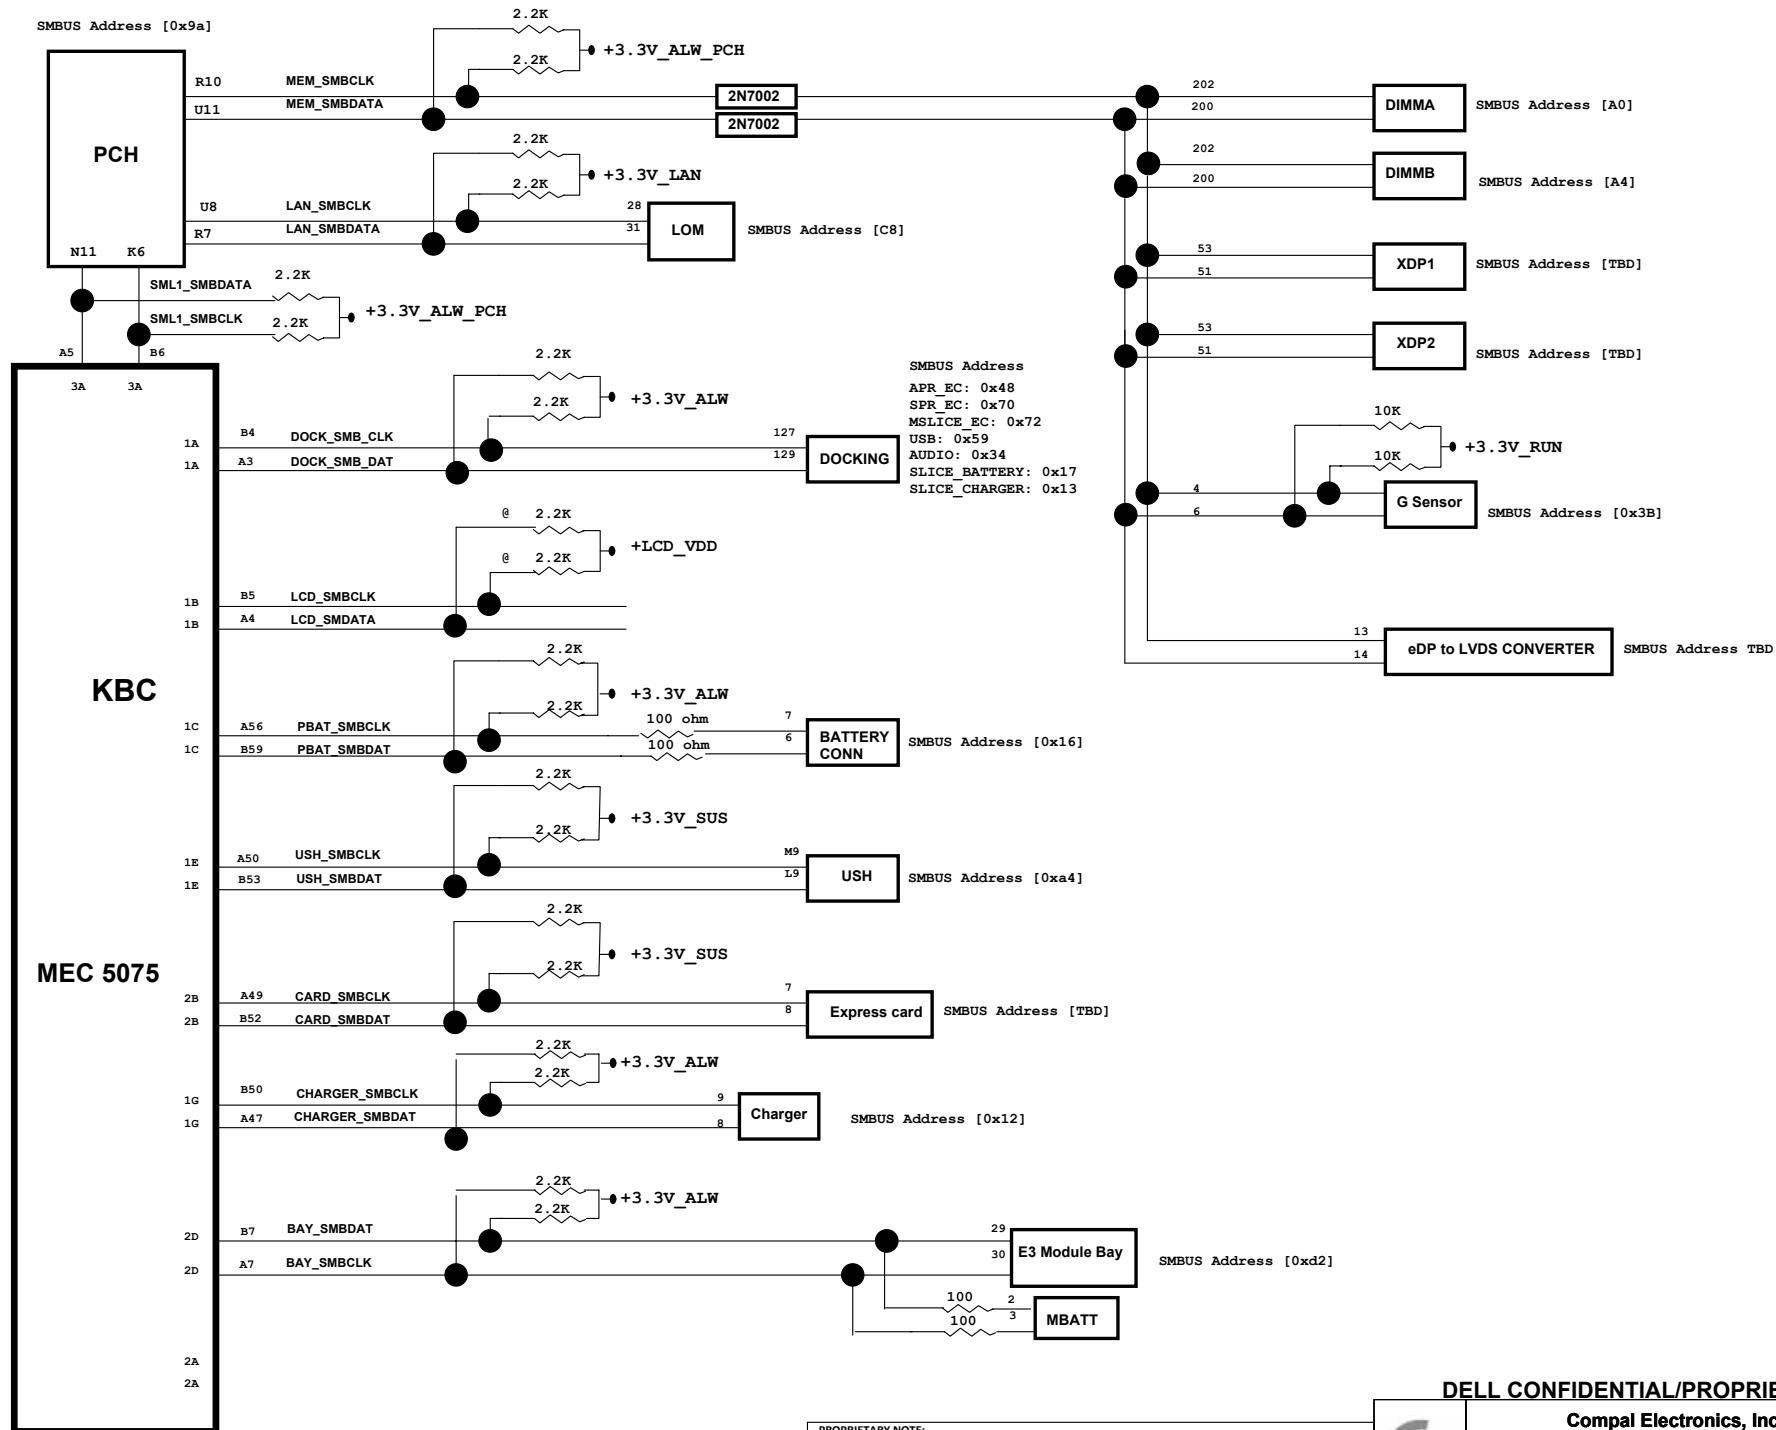 SMBUS Address [0x9a]
PCH
R10 MEM_SMBCLK
U11 MEM_SMBDATA
2.2K
2.2K
+3.3V_ALW_PCH
2N7002
2N7002
202
200
DIMMA
SMBUS Address [A0]
202
200
DIMMB
SMBUS Address [A4]
2.2K
2.2K
+3.3V_LAN
U8 LAN_SMBCLK
R7 LAN_SMBDATA
28
31
LOM
SMBUS Address [C8]
N11 K6
53
51
XDP1
SMBUS Address [TBD]
SML1_SMBDATA
2.2K
SML1_SMBCLK
2.2K
+3.3V_ALW_PCH
53
51
XDP2
SMBUS Address [TBD]
A5 B6
3A 3A
KBC
MEC 5075
2.2K
2.2K
+3.3V_ALW
1A B4 DOCK_SMB_CLK
1A A3 DOCK_SMB_DAT
127
129
DOCKING
SMBUS Address
APR_EC: 0x48
SPR_EC: 0x70
MSLICE_EC: 0x72
USB: 0x59
AUDIO: 0x34
SLICE_BATTERY: 0x17
SLICE_CHARGER: 0x13
10K
10K
+3.3V_RUN
4
6
G Sensor
SMBUS Address [0x3B]
@ 2.2K
@ 2.2K
+LCD_VDD
1B B5 LCD_SMBCLK
1B A4 LCD_SMDATA
13
14
eDP to LVDS CONVERTER
SMBUS Address TBD
2.2K
2.2K
+3.3V_ALW
1C A56 PBAT_SMBCLK
1C B59 PBAT_SMBDAT
100 ohm
100 ohm
7
6
BATTERY
CONN
SMBUS Address [0x16]
2.2K
2.2K
+3.3V_SUS
1E A50 USH_SMBCLK
1E B53 USH_SMBDAT
M9
L9
USH
SMBUS Address [0xa4]
2.2K
2.2K
+3.3V_SUS
2B A49 CARD_SMBCLK
2B B52 CARD_SMBDAT
7
8
Express card
SMBUS Address [TBD]
2.2K
2.2K
+3.3V_ALW
1G B50 CHARGER_SMBCLK
1G A47 CHARGER_SMBDAT
9
8
Charger
SMBUS Address [0x12]
2.2K
2.2K
+3.3V_ALW
2D B7 BAY_SMBDAT
2D A7 BAY_SMBCLK
29
30
E3 Module Bay
SMBUS Address [0xd2]
100
100
2
3
MBATT
2A
2A
DELL CONFIDENTIAL/PROPRIE
Compal Electronics, Inc
PROPRIETARY NOTE: